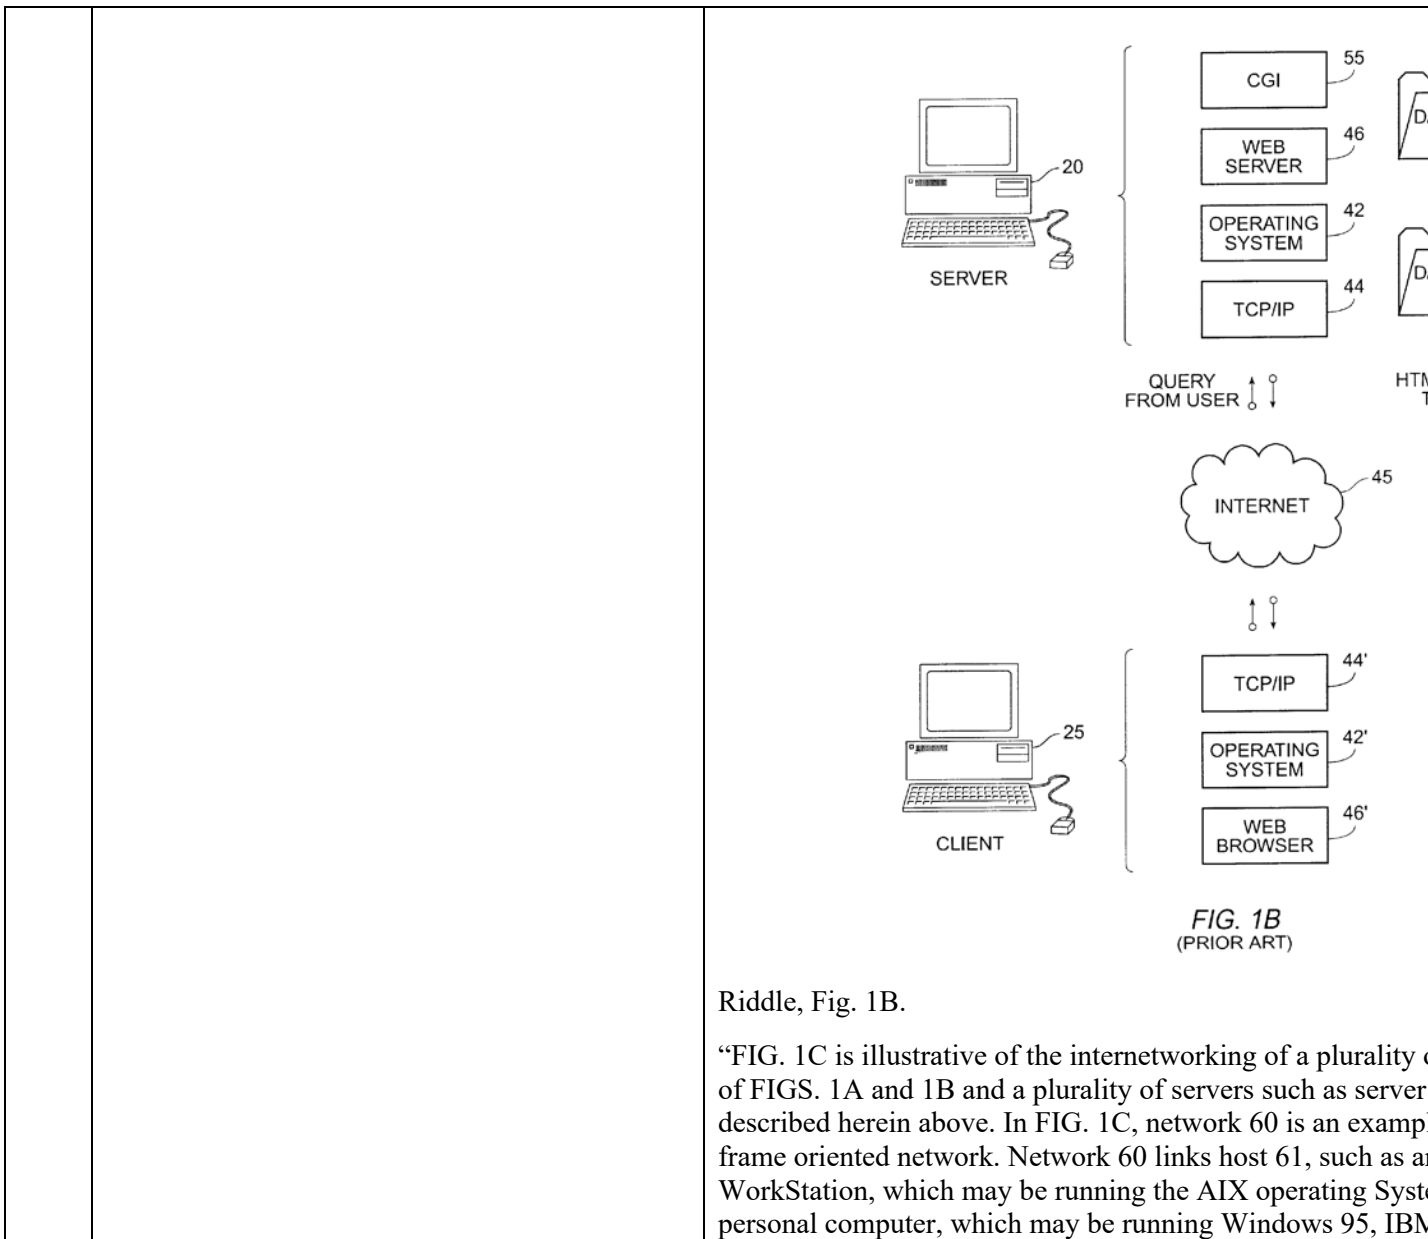 55
CGI
46
WEB
SERVER
20
42
OPERATING
SYSTEM
SERVER
44
TCP/IP
QUERY
FROM USER
45
INTERNET
44'
TCP/IP
25
42'
OPERATING
SYSTEM
46'
WEB
BROWSER
CLIENT
FIG. 1B
(PRIOR ART)
Riddle, Fig. 1B.
“FIG. 1C is illustrative of the internetworking of a plurality
of FIGS. 1A and 1B and a plurality of servers such as server
described herein above. In FIG. 1C, network 60 is an
frame oriented network. Network 60 links host 61, such as
WorkStation, which may be running the AIX operating
personal computer, which may be running Windows 95,